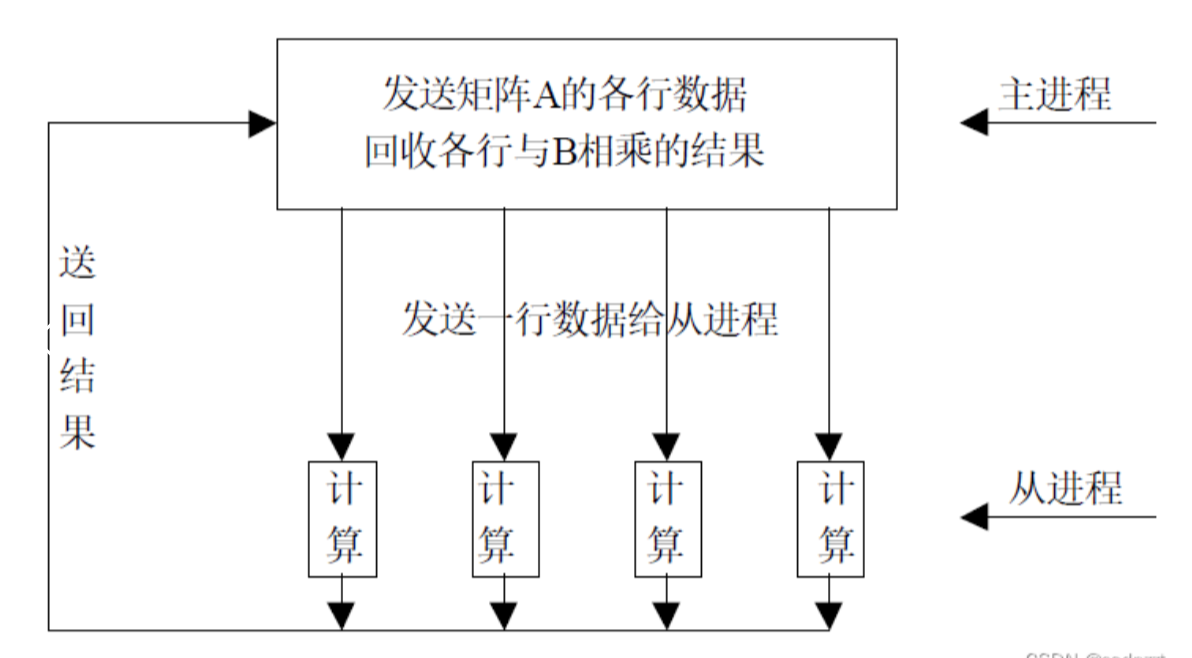 发送矩阵A的各行数据
回收各行与B相乘的结果
主进程
送
回
结
果
发送一行数据给从进程
计
算
计
算
计
算
计
算
从进程